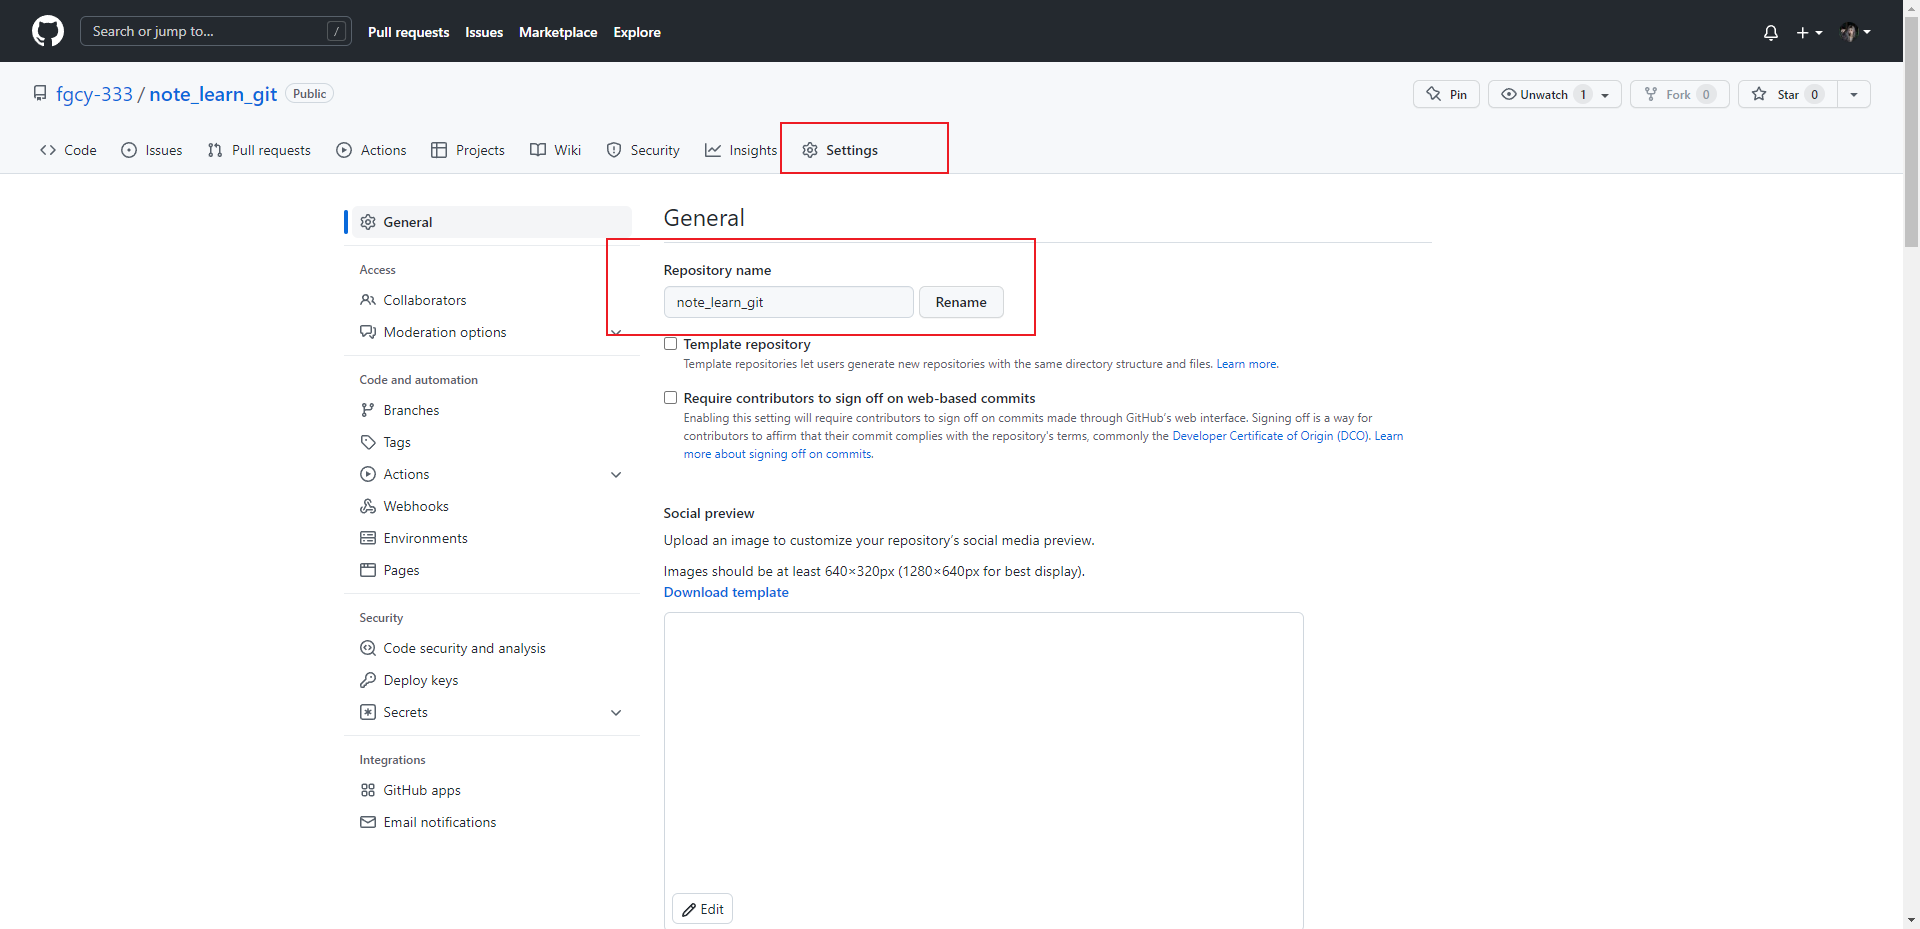 Search or jump to... /
Pull requests Issues Marketplace Explore
fgcy-333 / note_learn_git Public
Pin Unwatch 1 Fork 0 Star 0
Code Issues Pull requests Actions Projects Wiki Security Insights Settings
General
Access
Collaborators
Moderation options
Code and automation
Branches
Tags
Actions
Webhooks
Environments
Pages
Security
Code security and analysis
Deploy keys
Secrets
Integrations
GitHub apps
Email notifications
General
Repository name
note_learn_git Rename
Template repository
Template repositories let users generate new repositories with the same directory structure and files. Learn more.
Require contributors to sign off on web-based commits
Enabling this setting will require contributors to sign off on commits made through GitHub's web interface. Signing off is a way for
contributors to affirm that their commit complies with the repository's terms, commonly the Developer Certificate of Origin (DCO). Learn
more about signing off on commits.
Social preview
Upload an image to customize your repository's social media preview.
Images should be at least 640×320px (1280×640px for best display).
Download template
Edit